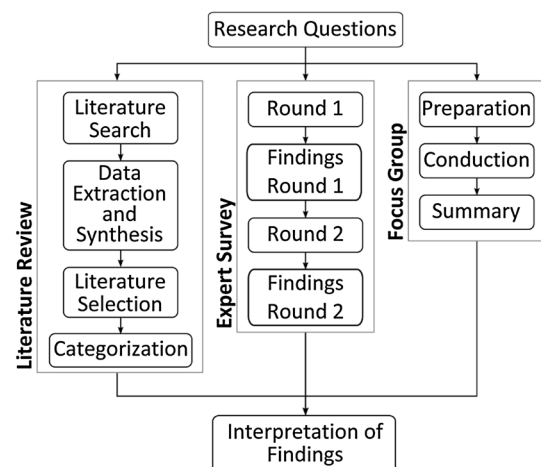 Research Questions
Literature Review
Literature
Search
Data
Extraction
and
Synthesis
Literature
Selection
Categorization
Expert Survey
Round 1
Findings
Round 1
Round 2
Findings
Round 2
Focus Group
Preparation
Conduction
Summary
Interpretation of
Findings